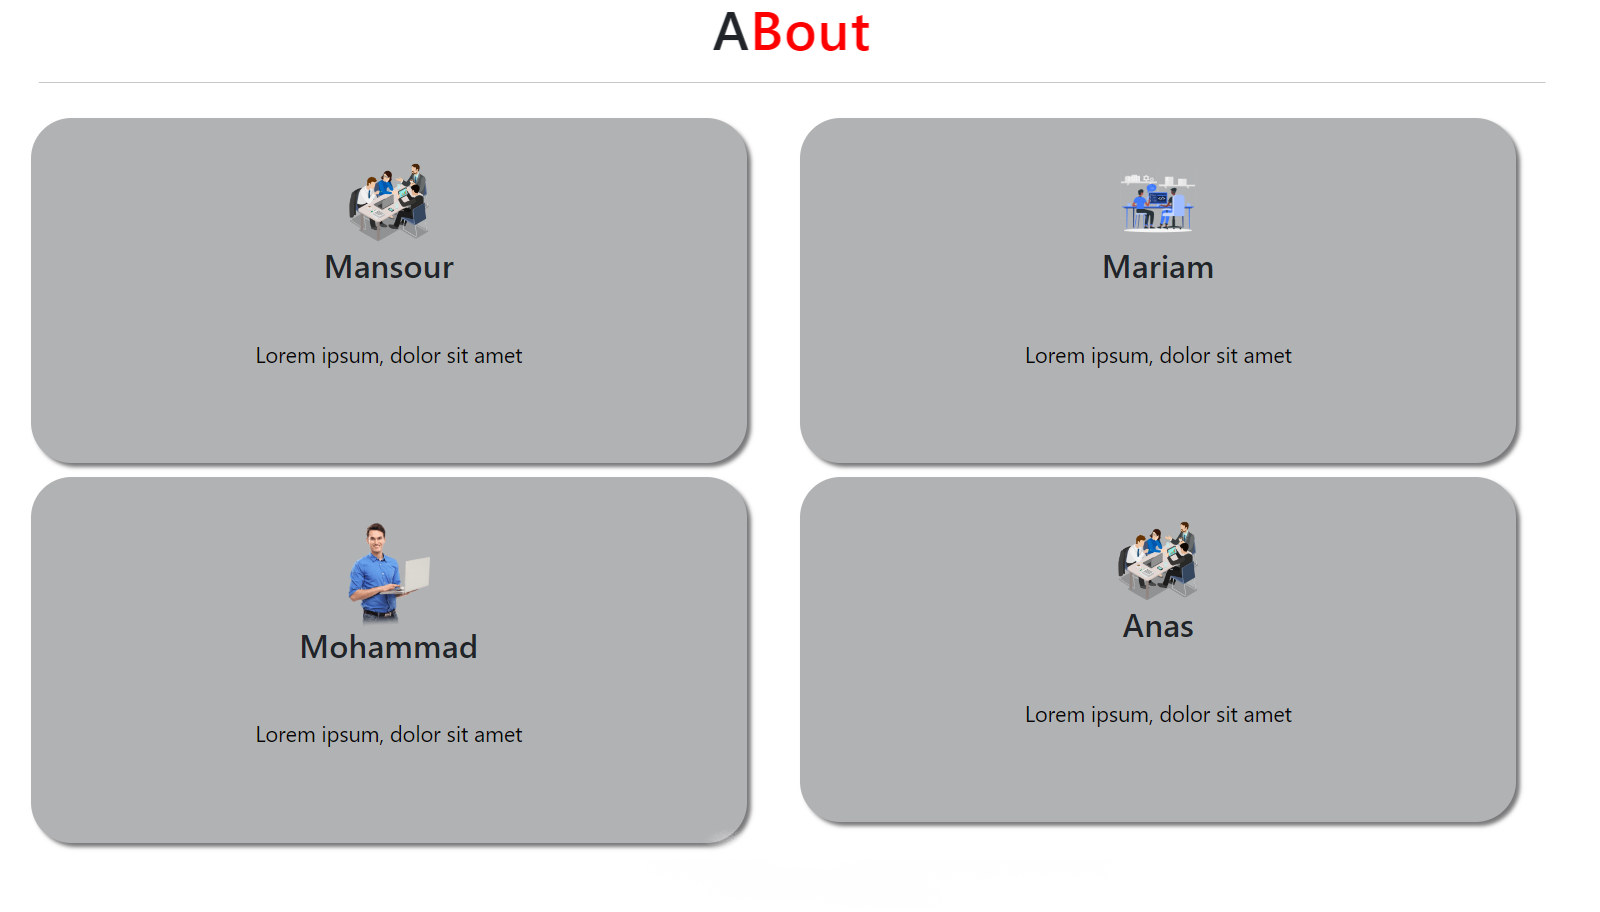 ABout
Mansour
Lorem ipsum, dolor sit amet
Mariam
Lorem ipsum, dolor sit amet
Mohammad
Lorem ipsum, dolor sit amet
Anas
Lorem ipsum, dolor sit amet